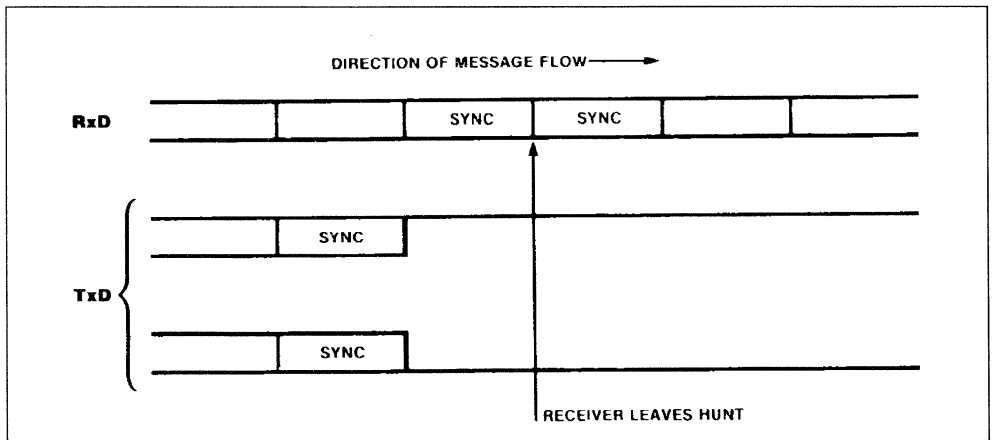 DIRECTION OF MESSAGE FLOW
RxD
SYNC SYNC
SYNC
TxD
SYNC
RECEIVER LEAVES HUNT